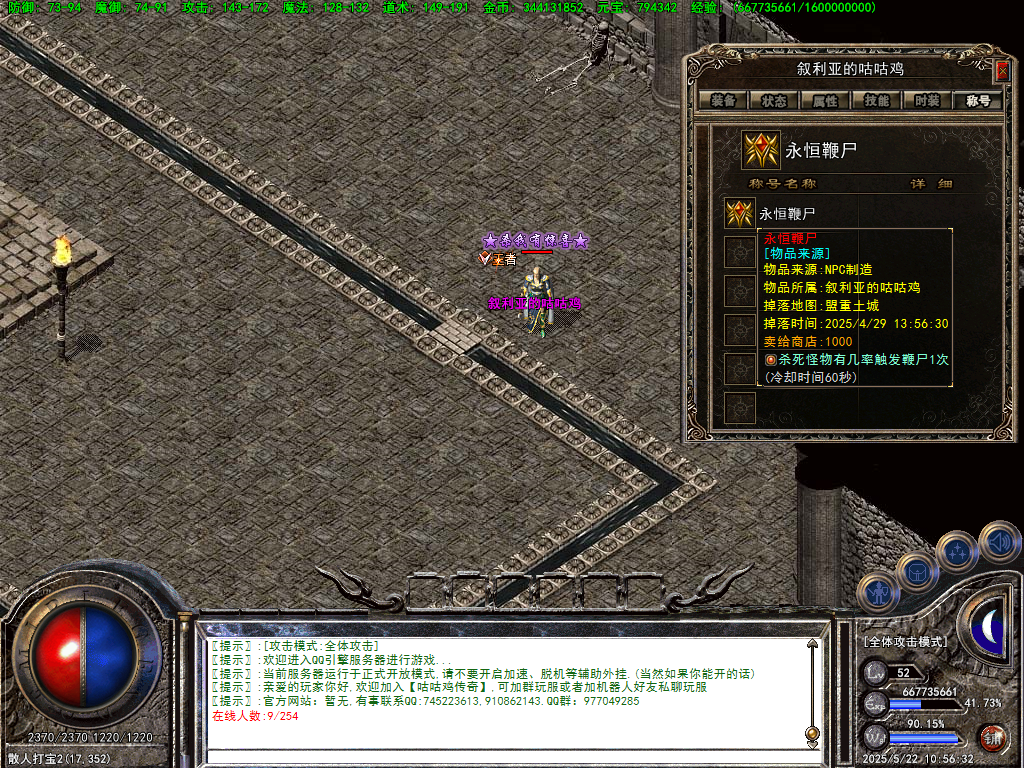 防御: 73-94 魔御: 74-91 攻击: 143-172 魔法: 128-132 道术: 149-191 金币: 344131852 元宝: 794342 经验: (667735661/1600000000)
叙利亚的咕咕鸡
装备 状态 属性 技能 时装 称号
永恒鞭尸
称号名称 详 细
永恒鞭尸
永恒鞭尸
[物品来源]
物品来源:NPC制造
物品所属:叙利亚的咕咕鸡
掉落地图:盟重土城
掉落时间:2025/4/29 13:56:30
卖给商店:1000
杀死怪物有几率触发鞭尸1次
(冷却时间60秒)
★杀我有惊喜★
王者
叙利亚的咕咕鸡
〖提示〗:[攻击模式:全体攻击]
〖提示〗:欢迎进入QQ引擎服务器进行游戏...
〖提示〗:当前服务器运行于正式开放模式,请不要开启加速、脱机等辅助外挂.(当然如果你能开的话)
〖提示〗:亲爱的玩家你好,欢迎加入【咕咕鸡传奇】,可加群玩服或者加机器人好友私聊玩服
〖提示〗:官方网站: 暂无,有事联系QQ:745223613,910862143,QQ群: 977049285
在线人数:9/254
2370/2370 1220/1220
散人打宝2(17,352)
[全体攻击模式]
Lv 52
667735661
Exp 41.73%
90.15%
W
2025/5/22 10:56:32